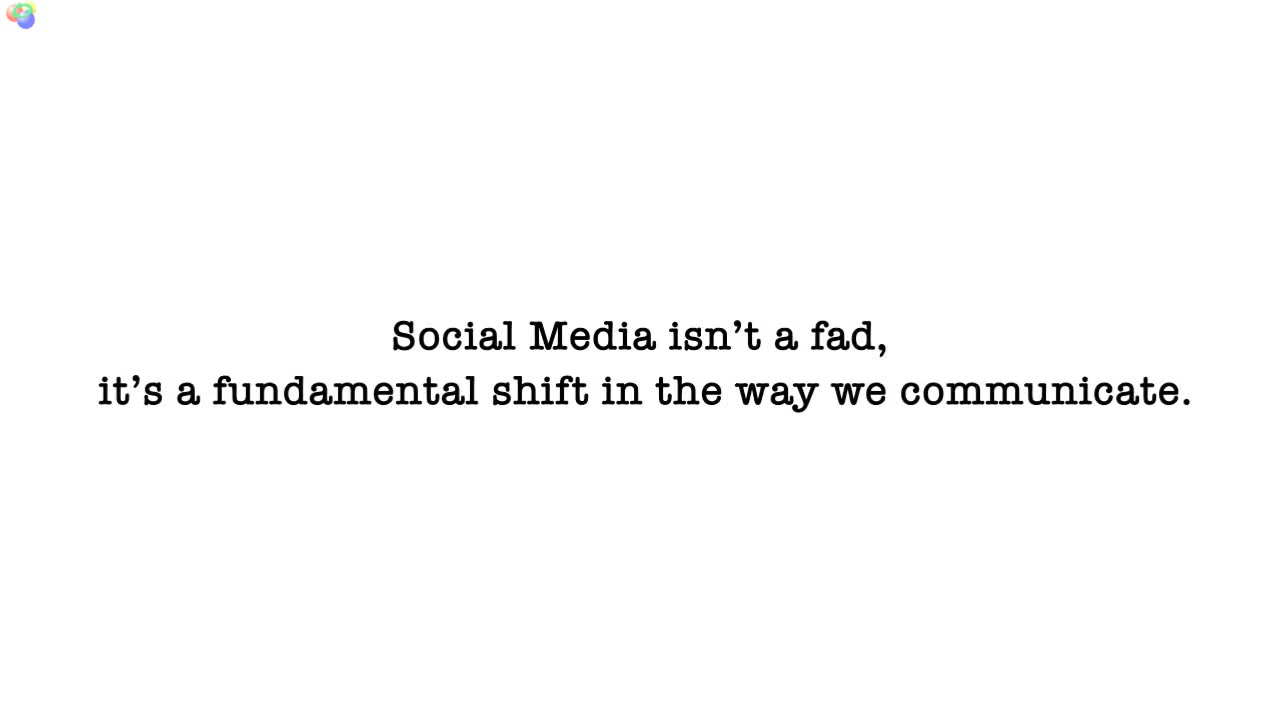 Social Media isn’t a fad,
it’s a fundamental shift in the way we communicate.